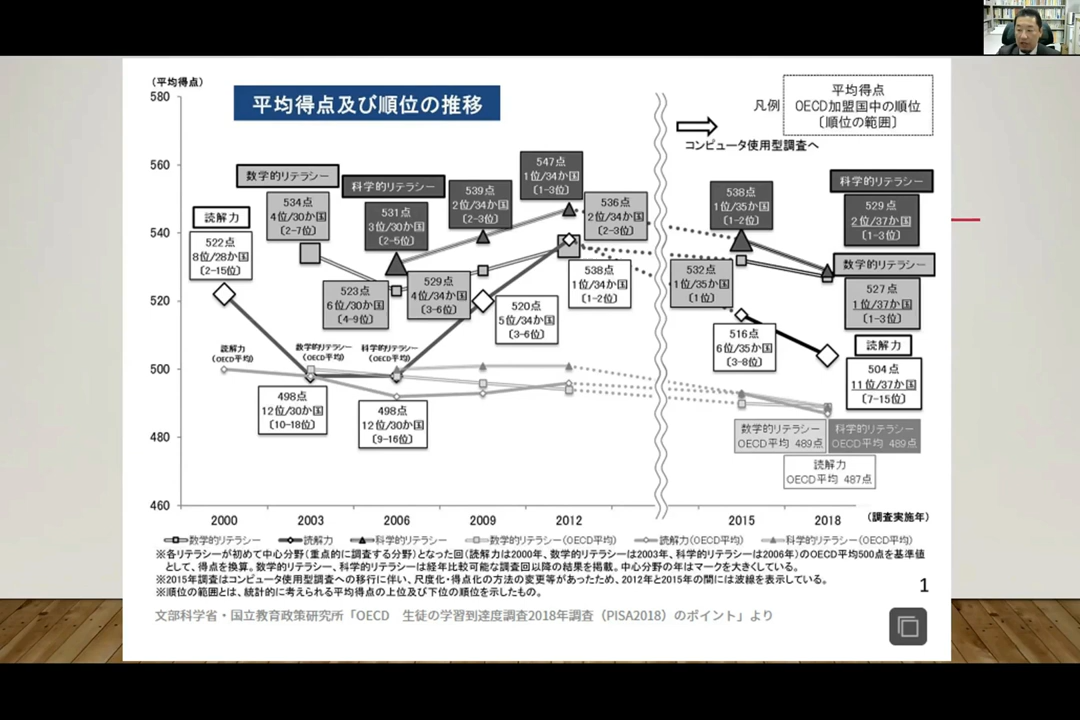 (平均得点)
580
560
540
520
500
480
460
平均得点及び順位の推移
凡例
平均得点
OECD加盟国中の順位
〔順位の範囲〕
コンピュータ使用型調査へ
読解力
522点
8位/28か国
〔2-15位〕
数学的リテラシー
534点
4位/30か国
〔2-7位〕
科学的リテラシー
531点
3位/30か国
〔2-5位〕
539点
2位/34か国
〔2-3位〕
547点
1位/34か国
〔1-3位〕
536点
2位/34か国
〔2-3位〕
523点
6位/30か国
〔4-9位〕
529点
4位/34か国
〔3-6位〕
520点
5位/34か国
〔3-6位〕
538点
1位/34か国
〔1-2位〕
498点
12位/30か国
〔10-18位〕
498点
12位/30か国
〔9-16位〕
読解力
(OECD平均)
数学的リテラシー
(OECD平均)
科学的リテラシー
(OECD平均)
538点
1位/35か国
〔1-2位〕
532点
1位/35か国
〔1位〕
516点
6位/35か国
〔3-8位〕
科学的リテラシー
529点
2位/37か国
〔1-3位〕
数学的リテラシー
527点
1位/37か国
〔1-3位〕
読解力
504点
11位/37か国
〔7-15位〕
数学的リテラシー
OECD平均 489点
科学的リテラシー
OECD平均 489点
読解力
OECD平均 487点
2000 2003 2006 2009 2012 2015 2018 (調査実施年)
数学的リテラシー 読解力 科学的リテラシー 数学的リテラシー(OECD平均) 読解力(OECD平均) 科学的リテラシー(OECD平均)
※各リテラシーが初めて中心分野(重点的に調査する分野)となった回(読解力は2000年、数学的リテラシーは2003年、科学的リテラシーは2006年)のOECD平均500点を基準値
として、得点を換算。数学的リテラシー、科学的リテラシーは経年比較可能な調査回以降の結果を掲載。中心分野の年はマークを大きくしている。
※2015年調査はコンピュータ使用型調査への移行に伴い、尺度化・得点化の方法の変更等があったため、2012年と2015年の間には波線を表示している。
※順位の範囲とは、統計的に考えられる平均得点の上位及び下位の順位を示したもの。
1
文部科学省・国立教育政策研究所「OECD 生徒の学習到達度調査2018年調査(PISA2018)のポイント」より